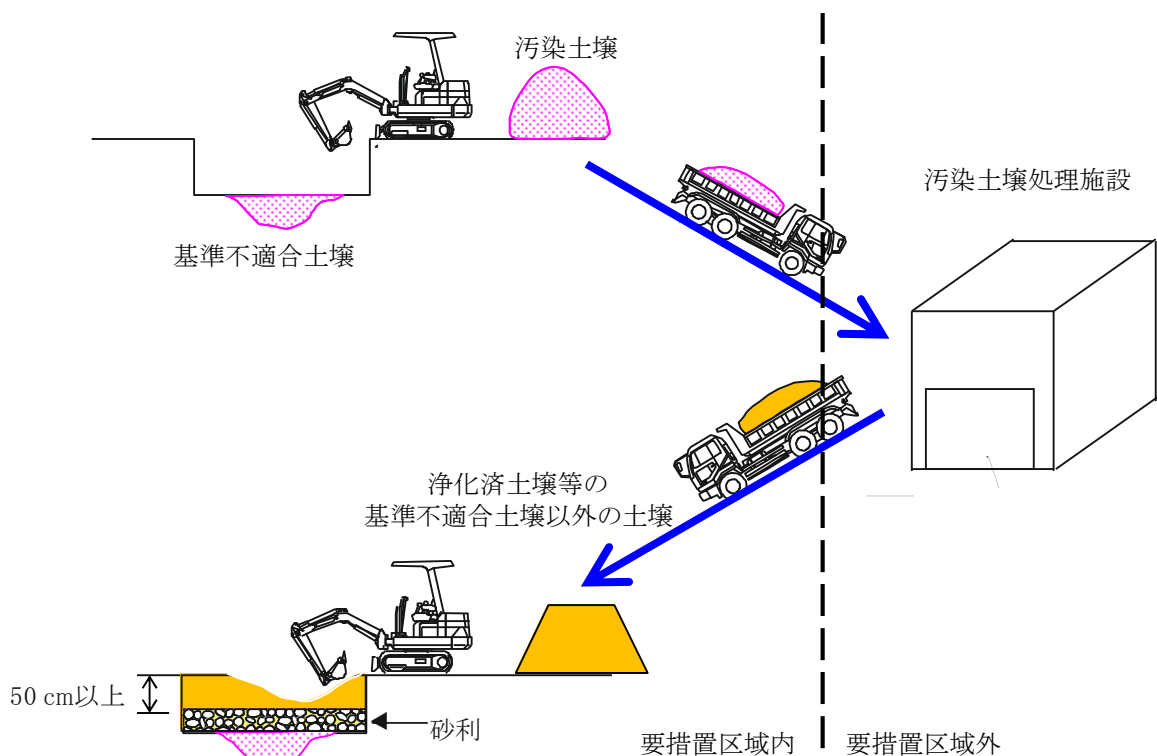 汚染土壌
汚染土壌処理施設
基準不適合土壌
浄化済土壌等の
基準不適合土壌以外の土壌
50 cm以上
砂利
要措置区域内
要措置区域外